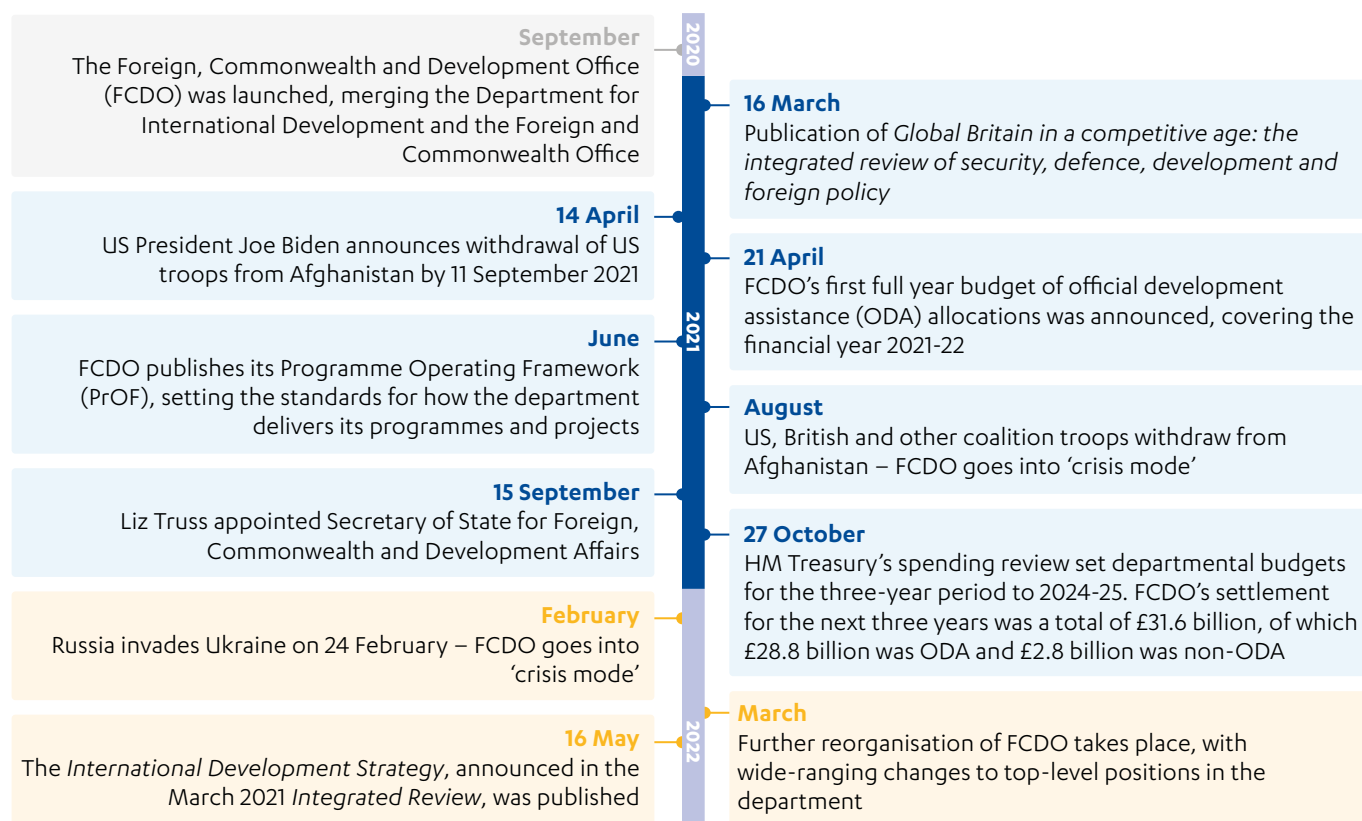 2020
September
The Foreign, Commonwealth and Development Office
(FCDO) was launched, merging the Department for
International Development and the Foreign and
Commonwealth Office
2021
16 March
Publication of Global Britain in a competitive age: the
integrated review of security, defence, development and
foreign policy
14 April
US President Joe Biden announces withdrawal of US
troops from Afghanistan by 11 September 2021
21 April
FCDO’s first full year budget of official development
assistance (ODA) allocations was announced, covering the
financial year 2021-22
June
FCDO publishes its Programme Operating Framework
(PrOF), setting the standards for how the department
delivers its programmes and projects
August
US, British and other coalition troops withdraw from
Afghanistan – FCDO goes into ‘crisis mode’
15 September
Liz Truss appointed Secretary of State for Foreign,
Commonwealth and Development Affairs
27 October
HM Treasury’s spending review set departmental budgets
for the three-year period to 2024-25. FCDO’s settlement
for the next three years was a total of £31.6 billion, of which
£28.8 billion was ODA and £2.8 billion was non-ODA
2022
February
Russia invades Ukraine on 24 February – FCDO goes into
‘crisis mode’
March
Further reorganisation of FCDO takes place, with
wide-ranging changes to top-level positions in the
department
16 May
The International Development Strategy, announced in the
March 2021 Integrated Review, was published